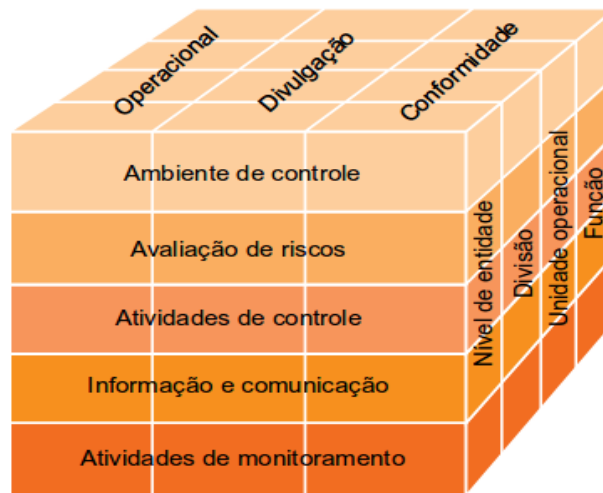 Operacional
Divulgação
Conformidade
Ambiente de controle
Avaliação de riscos
Atividades de controle
Informação e comunicação
Atividades de monitoramento
Nível de entidade
Divisão
Unidade operacional
Função